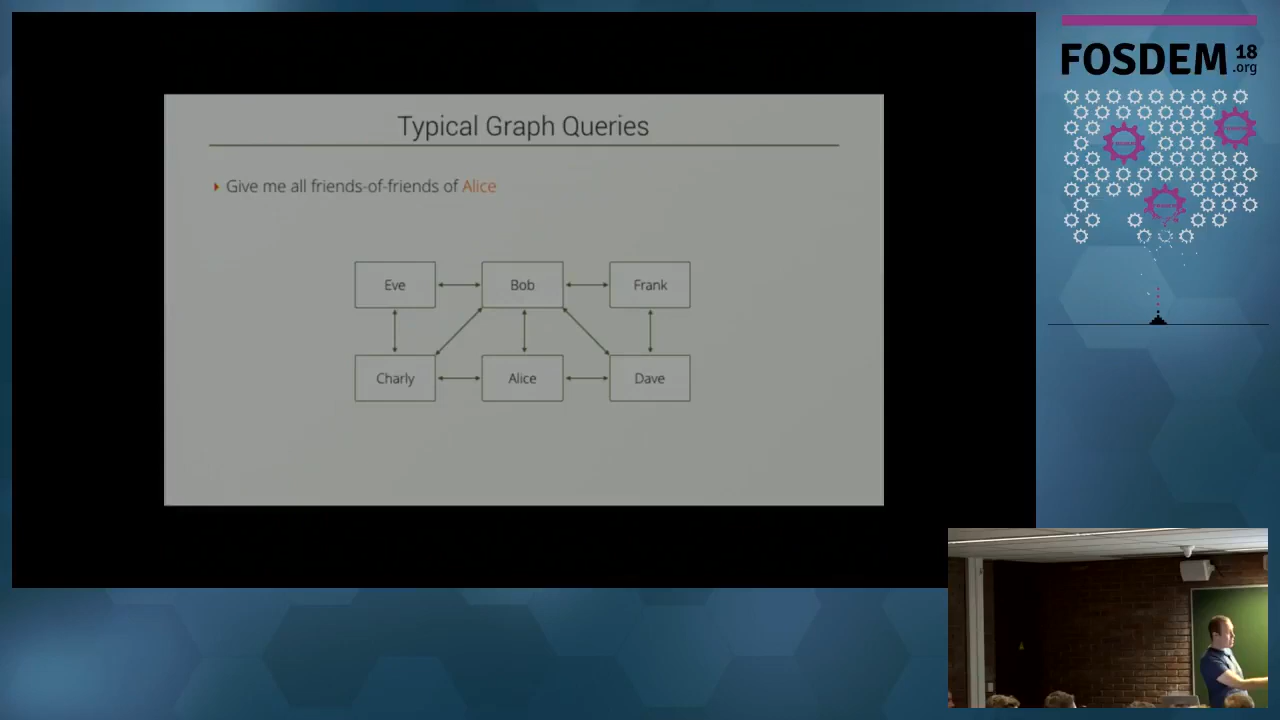 Typical Graph Queries
Give me all friends-of-friends of Alice
Eve
Bob
Frank
Charly
Alice
Dave
FOSDEM 18
.org